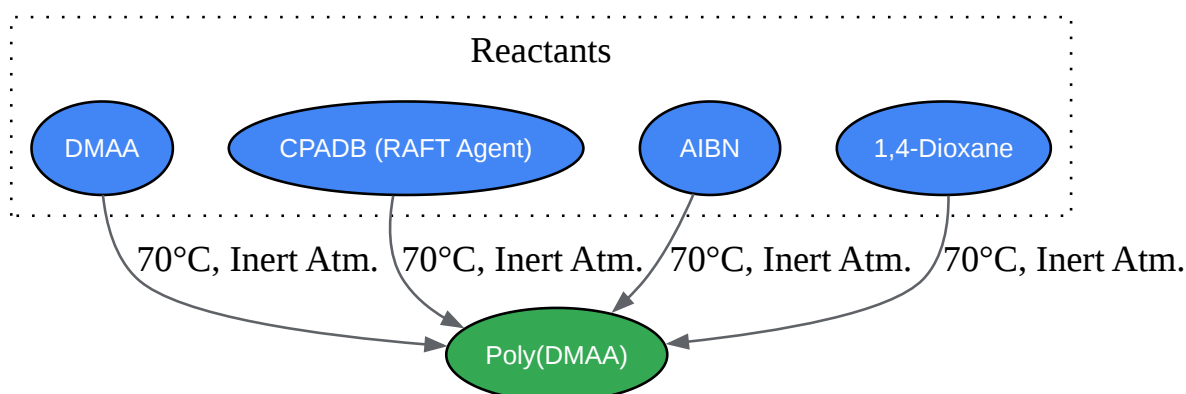 Reactants
DMAA
CPADB (RAFT Agent)
AIBN
1,4-Dioxane
70°C, Inert Atm.
70°C, Inert Atm.
70°C, Inert Atm.
70°C, Inert Atm.
Poly(DMAA)